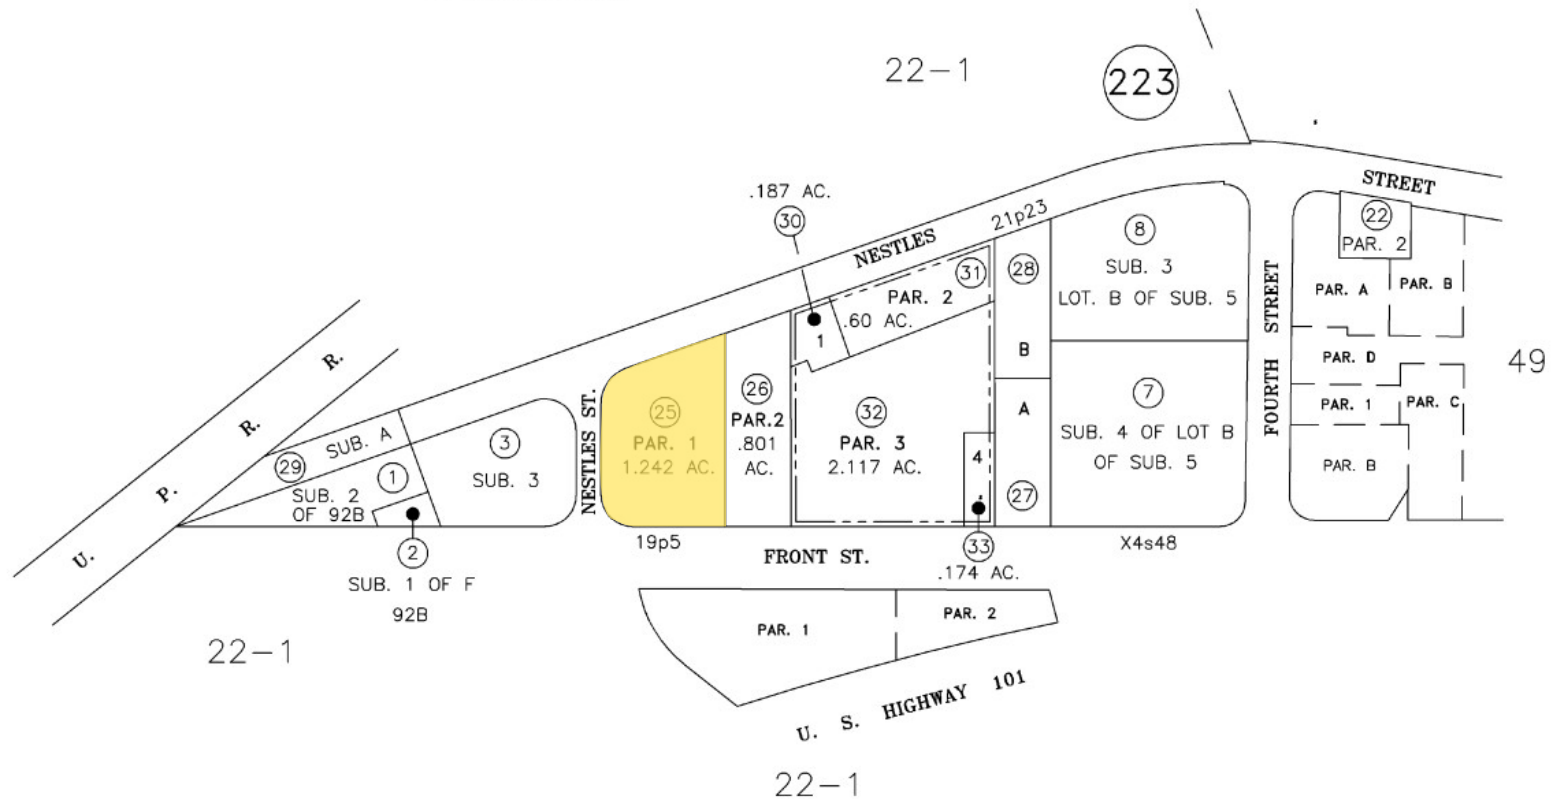 22-1
223
.187 AC.
30
STREET
21p23
NESTLES
22
PAR. 2
8
SUB. 3
LOT. B OF SUB. 5
31
PAR. 2
.60 AC.
28
B
1
PAR. A
PAR. B
FOURTH STREET
PAR. D
49
U. P. R. R.
NESTLES ST.
25
PAR. 1
1.242 AC.
26
PAR.2
.801
AC.
32
PAR. 3
2.117 AC.
A
7
SUB. 4 OF LOT B
OF SUB. 5
PAR. 1
PAR. C
PAR. B
SUB. A
29
3
SUB. 3
1
SUB. 2
OF 92B
4
27
2
SUB. 1 OF F
92B
19p5
FRONT ST.
33
.174 AC.
X4s48
PAR. 1
PAR. 2
22-1
U. S. HIGHWAY 101
22-1